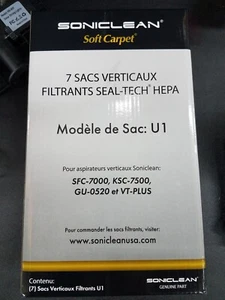 SONICLEAN®
Soft Carpet®
7 SACS VERTICAUX
FILTRANTS SEAL-TECH® HEPA
Modèle de Sac: U1
Pour aspirateurs verticaux Soniclean:
SFC-7000, KSC-7500,
GU-0520 et VT-PLUS
Pour commander les sacs filtrants, visiter:
www.sonicleanusa.com
Contenu:
(7) Sacs Verticaux Filtrants U1
SONICLEAN®
GENUINE PART